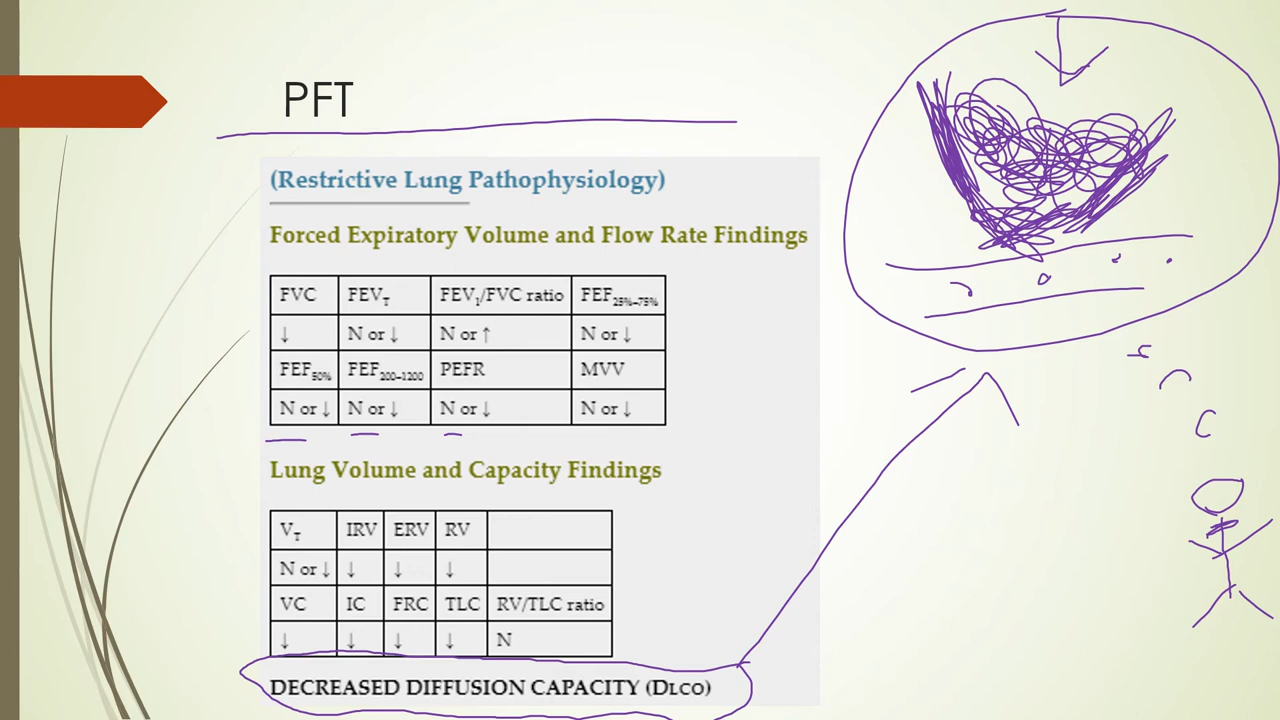 PFT
(Restrictive Lung Pathophysiology)
Forced Expiratory Volume and Flow Rate Findings
FVC FEVT FEV1/FVC ratio FEF25%–75%
↓ N or ↓ N or ↑ N or ↓
FEF50% FEF200–1200 PEFR MVV
N or ↓ N or ↓ N or ↓ N or ↓
Lung Volume and Capacity Findings
VT IRV ERV RV
N or ↓ ↓ ↓ ↓
VC IC FRC TLC RV/TLC ratio
↓ ↓ ↓ ↓ N
DECREASED DIFFUSION CAPACITY (DLCO)